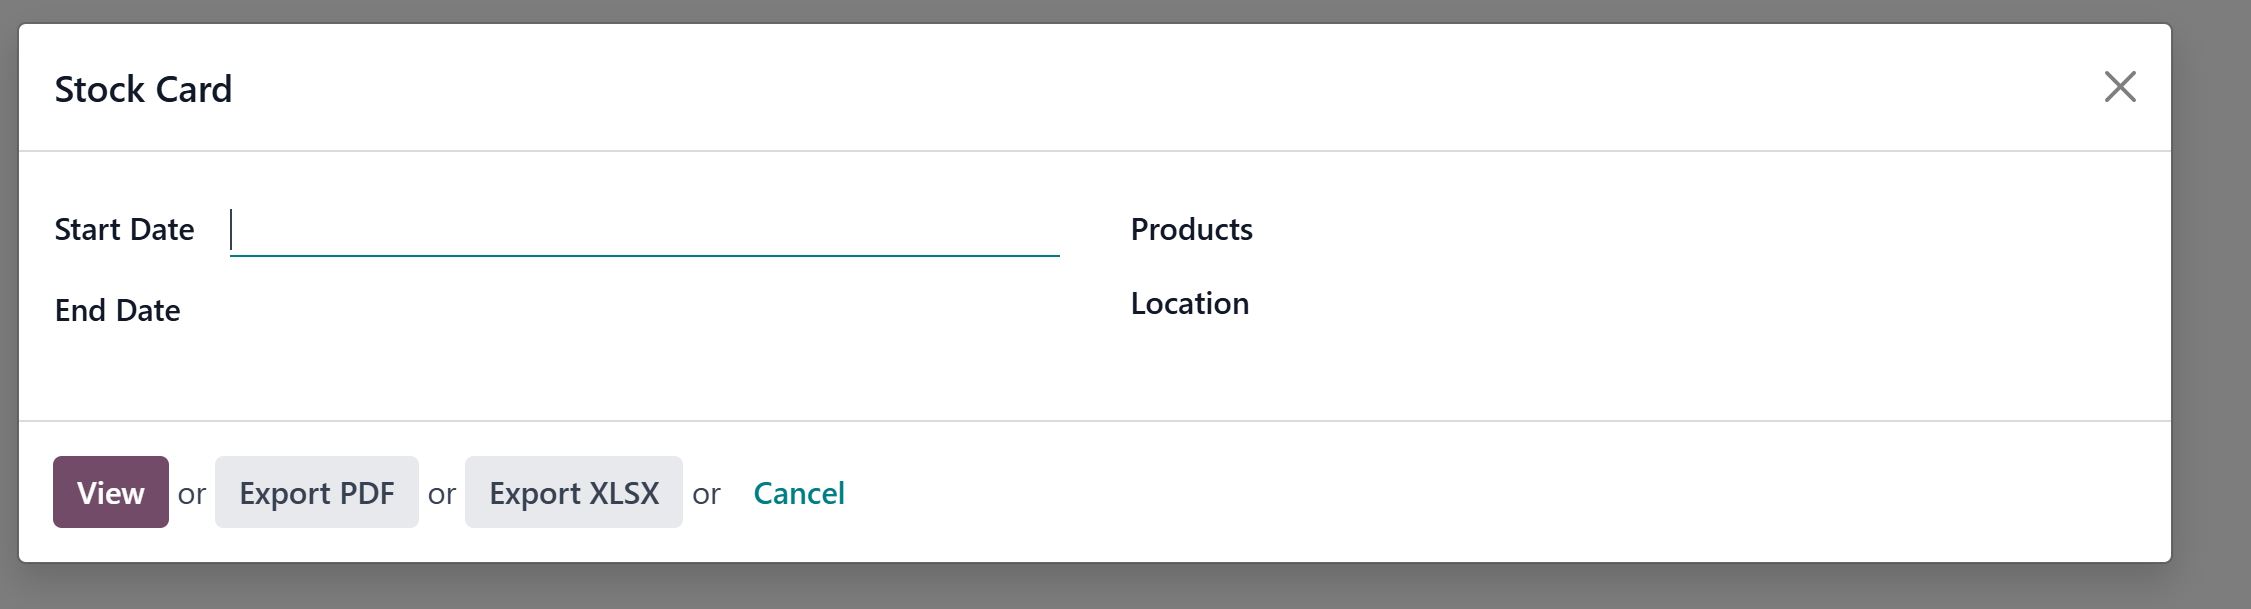 Stock Card
Start Date
End Date
Products
Location
View or Export PDF or Export XLSX or Cancel